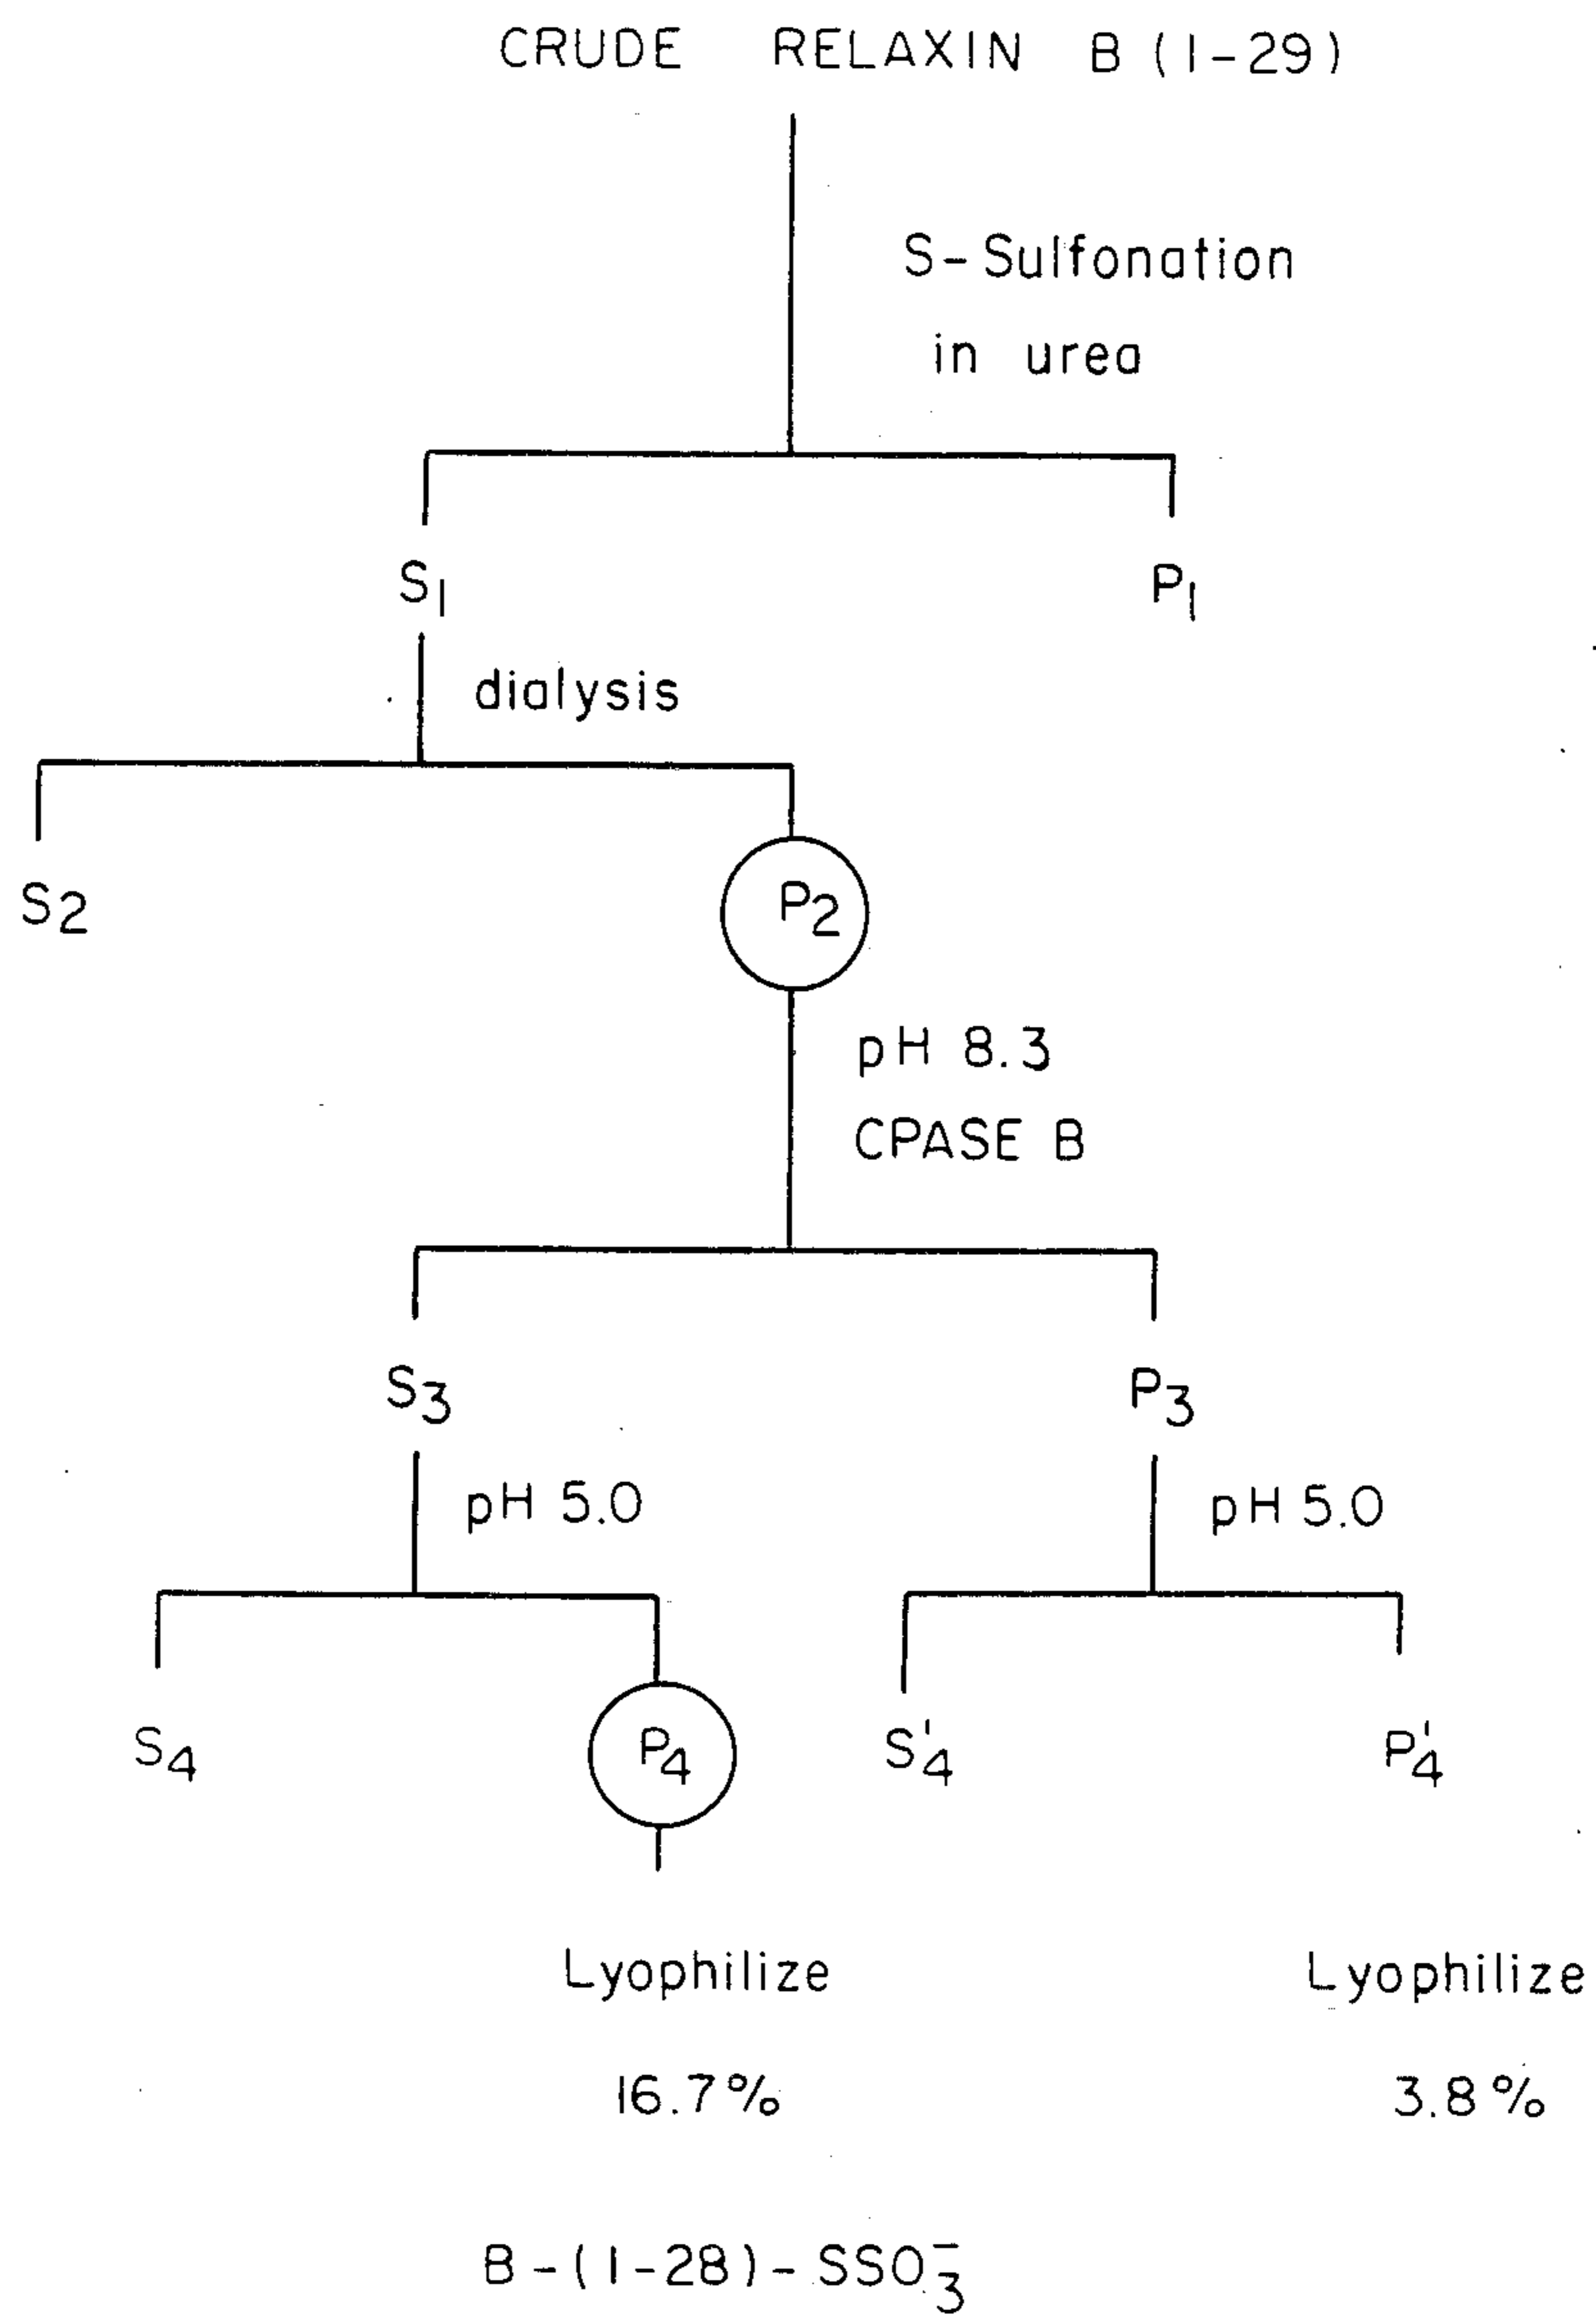 CRUDE RELAXIN B (1-29)
S-Sulfonation
in urea
S1 P1
dialysis
S2 P2
pH 8.3
CPASE B
S3 P3
pH 5.0 pH 5.0
S4 P4 S'4 P'4
Lyophilize Lyophilize
16.7% 3.8%
B-(1-28)-SSO3-